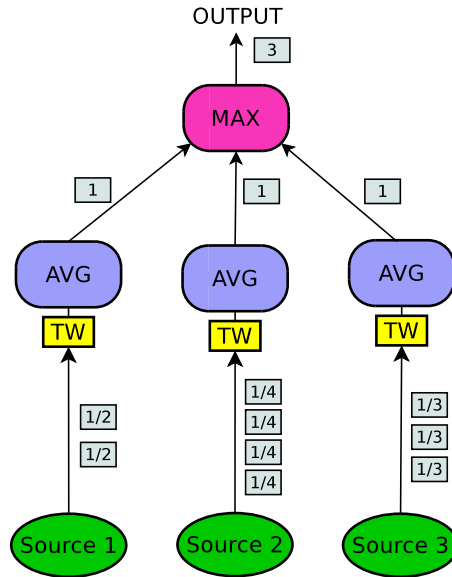 OUTPUT
3
MAX
1 1 1
AVG AVG AVG
TW TW TW
1/2 1/4 1/3
1/2 1/4 1/3
1/4 1/3
1/4
Source 1 Source 2 Source 3